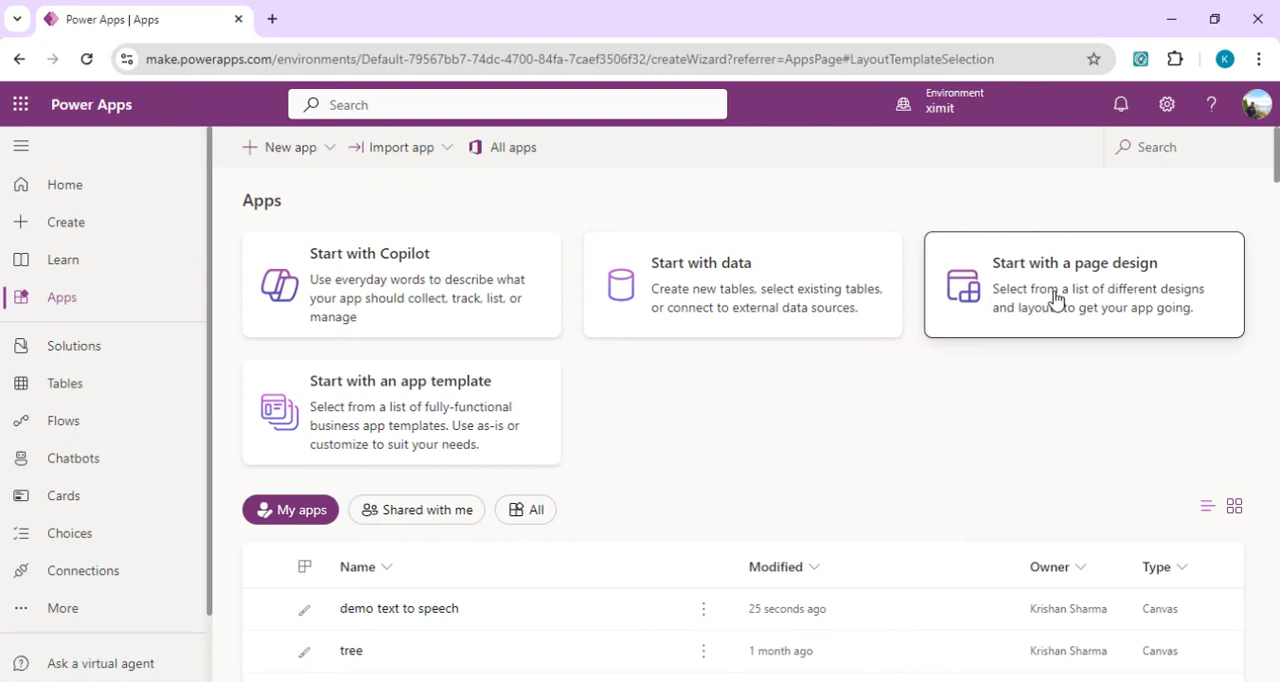 Power Apps | Apps
make.powerapps.com/environments/Default-79567bb7-74dc-4700-84fa-7caef3506f32/createWizard?referrer=AppsPage#LayoutTemplateSelection
K
Power Apps
Search
Environment
ximit
New app
Import app
All apps
Search
Home
Create
Learn
Apps
Solutions
Tables
Flows
Chatbots
Cards
Choices
Connections
More
Ask a virtual agent
Apps
Start with Copilot
Use everyday words to describe what
your app should collect, track, list, or
manage
Start with data
Create new tables, select existing tables,
or connect to external data sources.
Start with a page design
Select from a list of different designs
and layout to get your app going.
Start with an app template
Select from a list of fully-functional
business app templates. Use as-is or
customize to suit your needs.
My apps
Shared with me
All
Name
Modified
Owner
Type
demo text to speech
25 seconds ago
Krishan Sharma
Canvas
tree
1 month ago
Krishan Sharma
Canvas